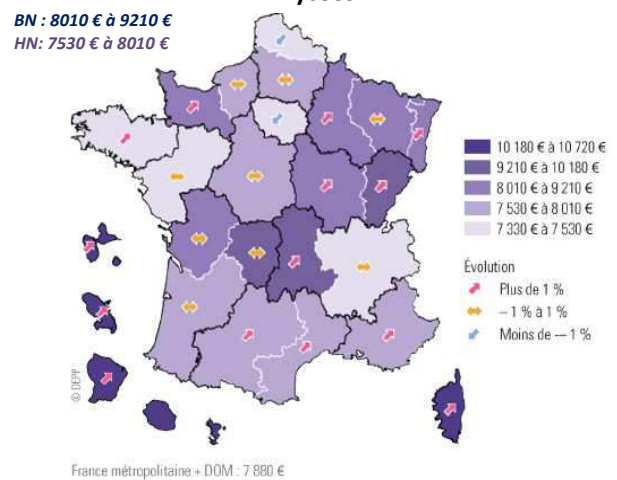 BN : 8010 € à 9210 €
HN: 7530 € à 8010 €
10 180 € à 10 720 €
9 210 € à 10 180 €
8 010 € à 9 210 €
7 530 € à 8 010 €
7 330 € à 7 530 €
Évolution
Plus de 1 %
– 1 % à 1 %
Moins de — 1 %
© DEPP
France métropolitaine + DOM : 7 880 €